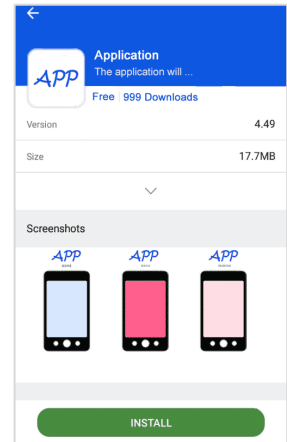 Application
APP
The application will ...
Free 999 Downloads
Version 4.49
Size 17.7MB
Screenshots
APP APP APP
INSTALL